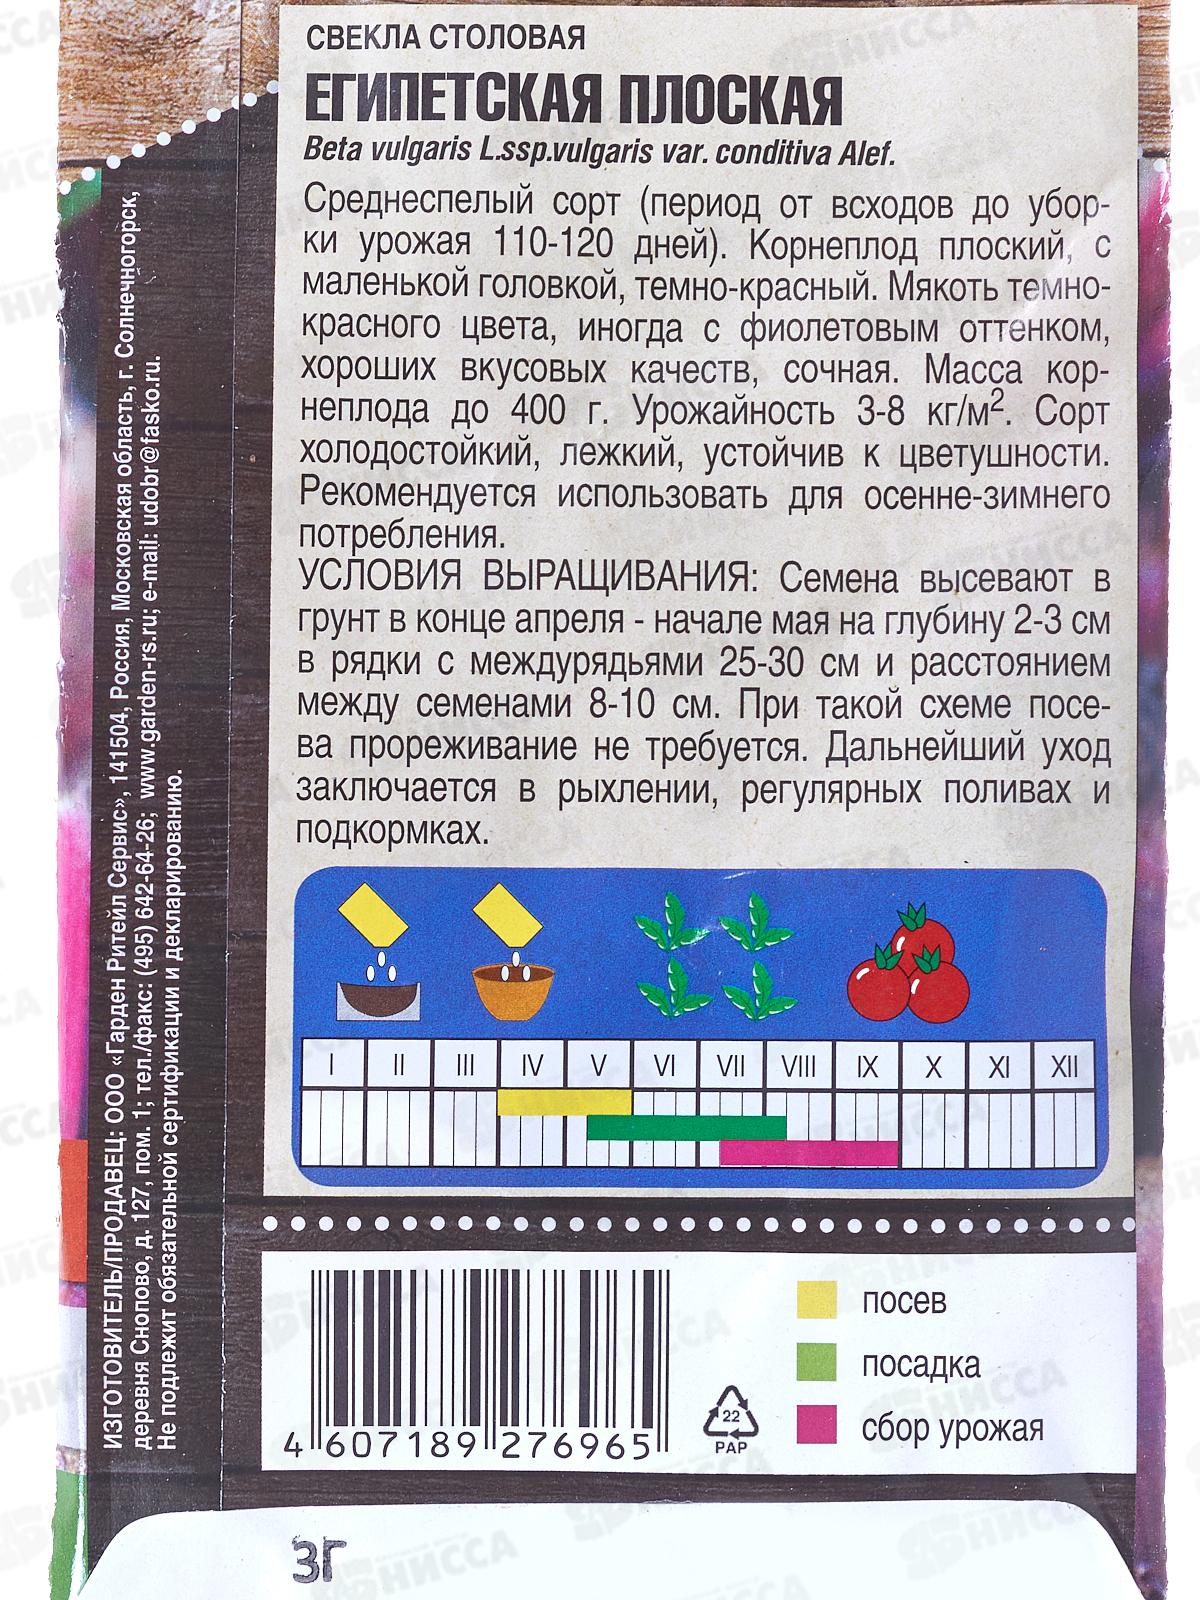 СВЕКЛА СТОЛОВАЯ
ЕГИПЕТСКАЯ ПЛОСКАЯ
Beta vulgaris L.ssp.vulgaris var. conditiva Alef.
Среднеспелый сорт (период от всходов до убор-
ки урожая 110-120 дней). Корнеплод плоский, с
маленькой головкой, темно-красный. Мякоть темно-
красного цвета, иногда с фиолетовым оттенком,
хороших вкусовых качеств, сочная. Масса кор-
неплода до 400 г. Урожайность 3-8 кг/м². Сорт
холодостойкий, лежкий, устойчив к цветушности.
Рекомендуется использовать для осенне-зимнего
потребления.
УСЛОВИЯ ВЫРАЩИВАНИЯ: Семена высевают в
грунт в конце апреля - начале мая на глубину 2-3 см
в рядки с междурядьями 25-30 см и расстоянием
между семенами 8-10 см. При такой схеме посе-
ва прореживание не требуется. Дальнейший уход
заключается в рыхлении, регулярных поливах и
подкормках.
I II III IV V VI VII VIII IX X XI XII
посев
посадка
сбор урожая
22
PAP
4 607189 276965
3Г
ИЗГОТОВИТЕЛЬ/ПРОДАВЕЦ: ООО «Гарден Ритейл Сервис», 141504, Россия, Московская область, г. Солнечногорск,
деревня Снопово, д. 127, пом. 1; тел./факс: (495) 642-64-26; www.garden-rs.ru; e-mail: udobr@fasko.ru.
Не подлежит обязательной сертификации и декларированию.
НИССА